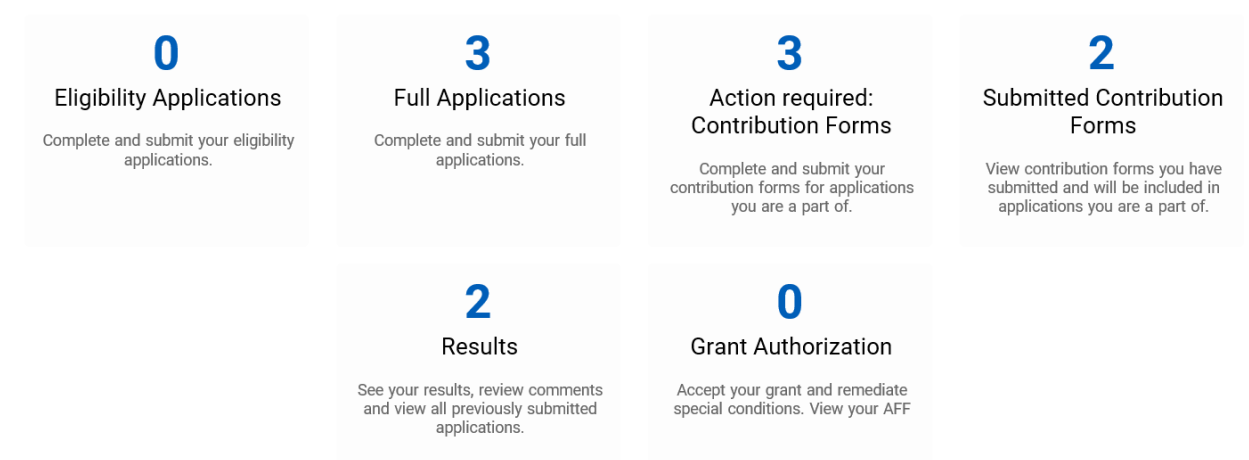 0
Eligibility Applications
Complete and submit your eligibility
applications.
3
Full Applications
Complete and submit your full
applications.
3
Action required:
Contribution Forms
Complete and submit your
contribution forms for applications
you are a part of.
2
Submitted Contribution
Forms
View contribution forms you have
submitted and will be included in
applications you are a part of.
2
Results
See your results, review comments
and view all previously submitted
applications.
0
Grant Authorization
Accept your grant and remediate
special conditions. View your AFF